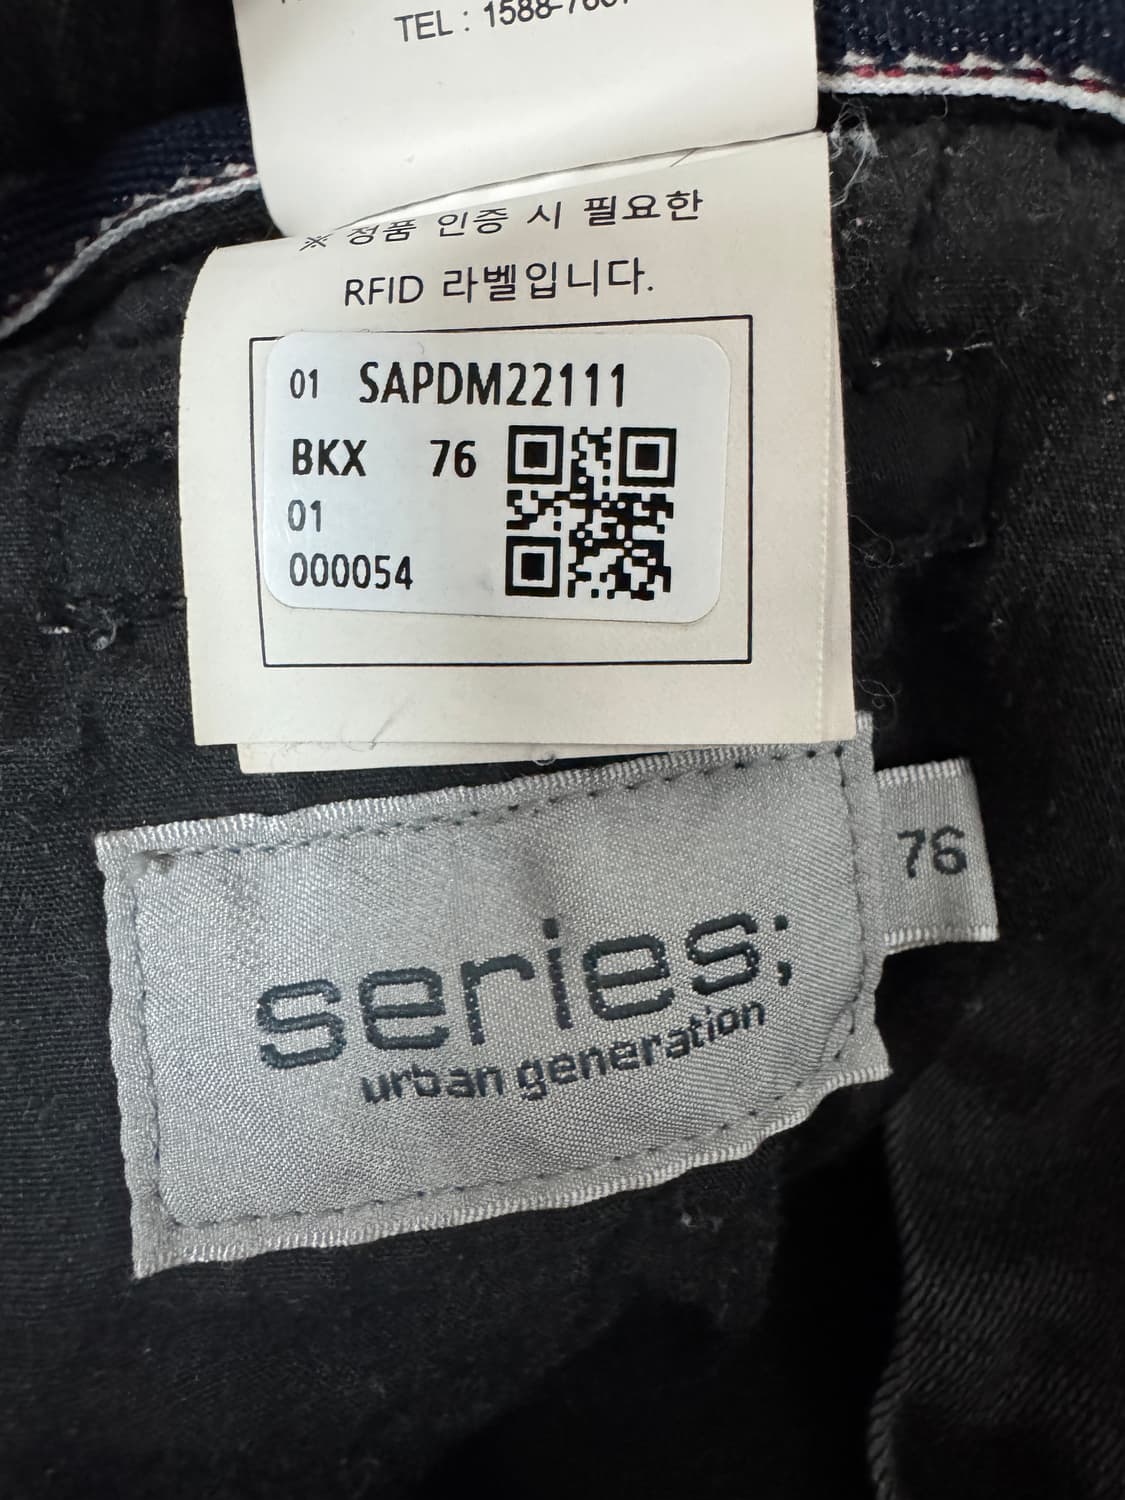 TEL : 1588-
※ 정품 인증 시 필요한
RFID 라벨입니다.
01 SAPDM22111
BKX 76
01
000054
76
series;
urban generation